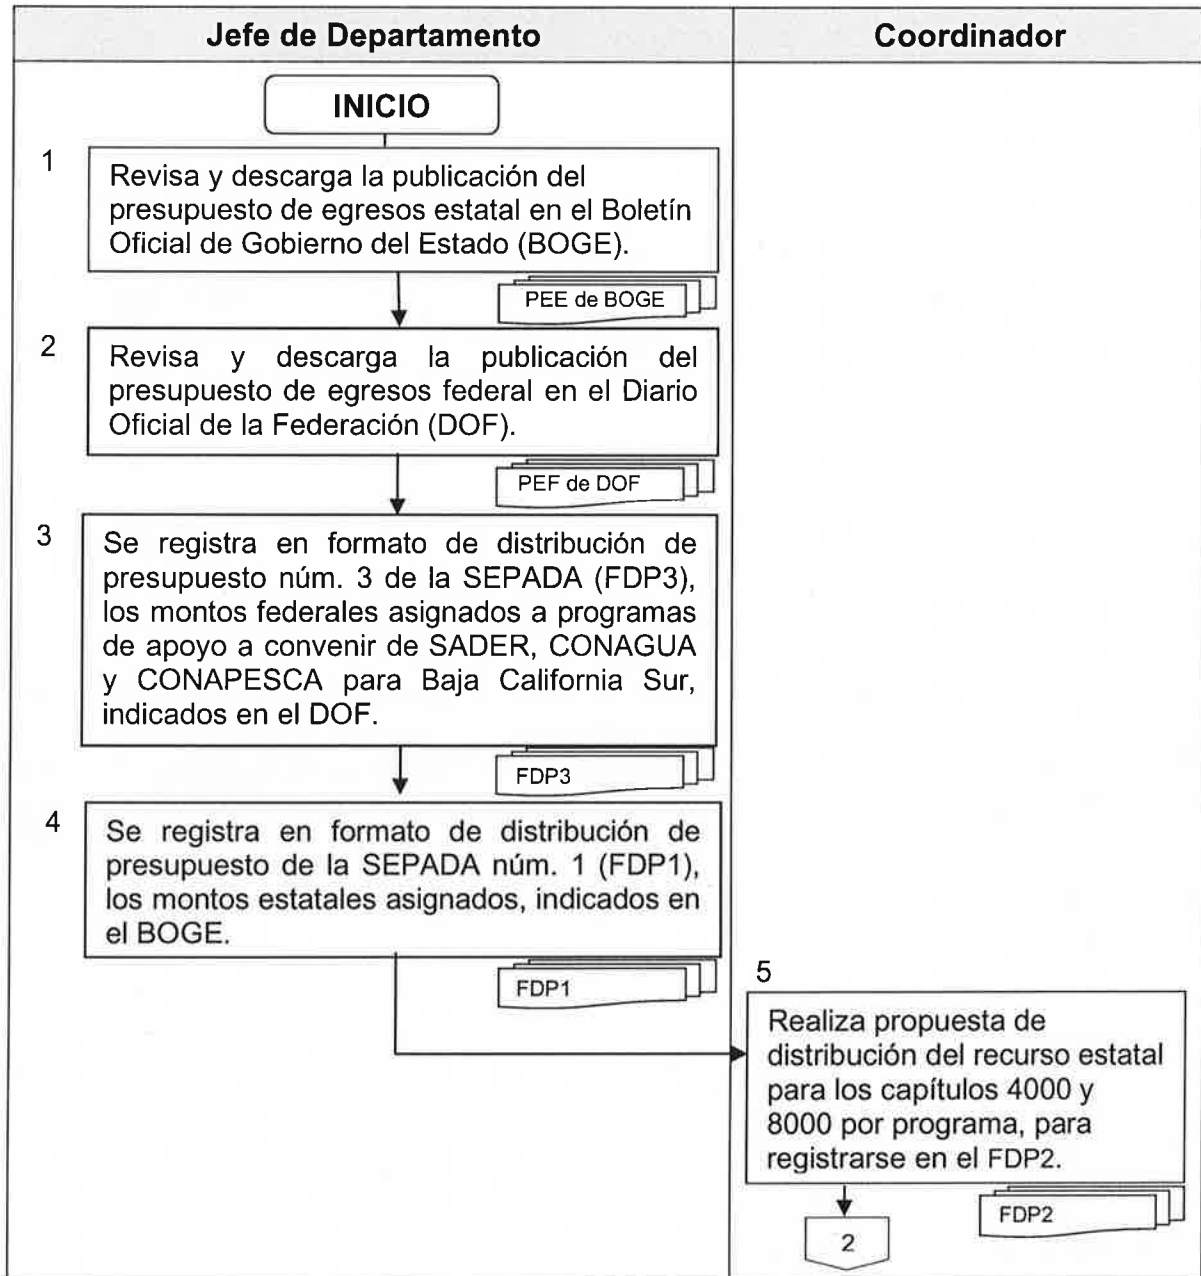 Jefe de Departamento
Coordinador
INICIO
1
Revisa y descarga la publicación del
presupuesto de egresos estatal en el Boletín
Oficial de Gobierno del Estado (BOGE).
PEE de BOGE
2
Revisa y descarga la publicación del
presupuesto de egresos federal en el Diario
Oficial de la Federación (DOF).
PEF de DOF
3
Se registra en formato de distribución de
presupuesto núm. 3 de la SEPADA (FDP3),
los montos federales asignados a programas
de apoyo a convenir de SADER, CONAGUA
y CONAPESCA para Baja California Sur,
indicados en el DOF.
FDP3
4
Se registra en formato de distribución de
presupuesto de la SEPADA núm. 1 (FDP1),
los montos estatales asignados, indicados en
el BOGE.
FDP1
5
Realiza propuesta de
distribución del recurso estatal
para los capítulos 4000 y
8000 por programa, para
registrarse en el FDP2.
FDP2
2